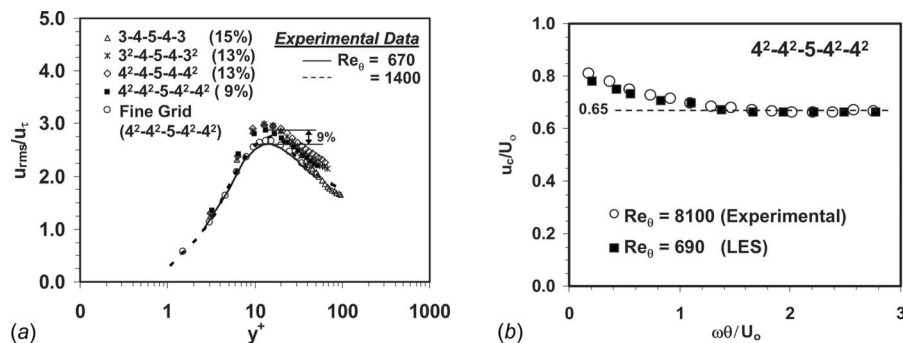 5.0
4.0
3.0
2.0
1.0
0.0
u_rms/u_τ
3-4-5-4-3 (15%)
3²-4-5-4-3² (13%)
4²-4-5-4-4² (13%)
4²-4²-5-4²-4² ( 9%)
Fine Grid
(4²-4²-5-4²-4²)
Experimental Data
Re_θ = 670
= 1400
9%
0 1 10 100 1000
y⁺
(a)
1.0
0.8
0.6
0.4
0.2
0.0
u_c/U_o
4²-4²-5-4²-4²
0.65
Re_θ = 8100 (Experimental)
Re_θ = 690 (LES)
0 1 2 3
ωθ/U_o
(b)